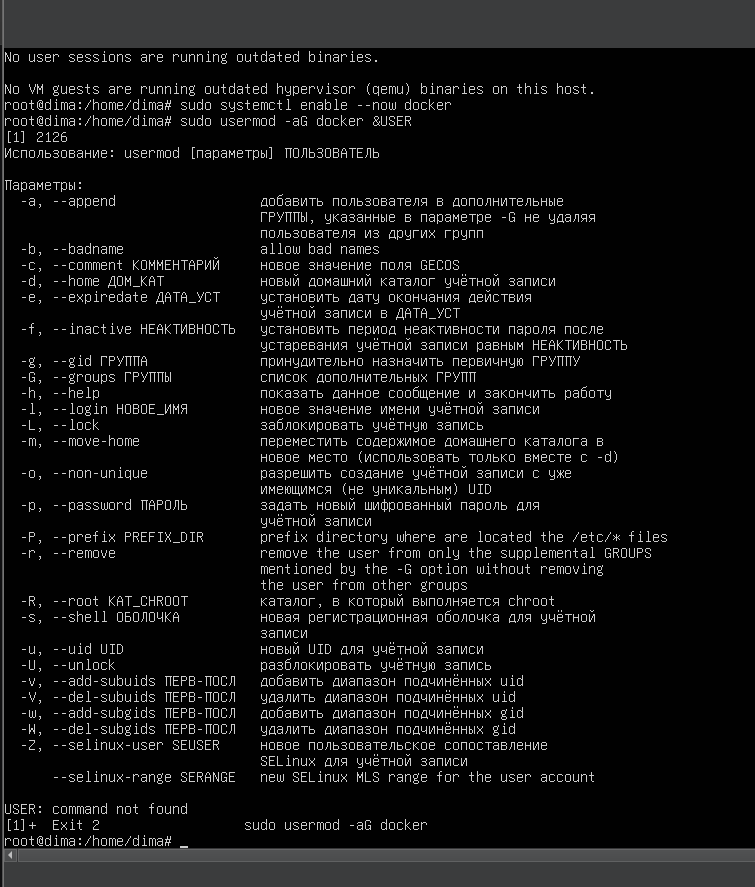 No user sessions are running outdated binaries.
No VM guests are running outdated hypervisor (qemu) binaries on this host.
root@dima:/home/dima# sudo systemctl enable --now docker
root@dima:/home/dima# sudo usermod -aG docker &USER
[1] 2126
Использование: usermod [параметры] ПОЛЬЗОВАТЕЛЬ
Параметры:
-a, --append добавить пользователя в дополнительные
ГРУППЫ, указанные в параметре -G не удаляя
пользователя из других групп
-b, --badname allow bad names
-c, --comment КОММЕНТАРИЙ новое значение поля GECOS
-d, --home ДОМ_КАТ новый домашний каталог учётной записи
-e, --expiredate ДАТА_УСТ установить дату окончания действия
учётной записи в ДАТА_УСТ
-f, --inactive НЕАКТИВНОСТЬ установить период неактивности пароля после
устаревания учётной записи равным НЕАКТИВНОСТЬ
-g, --gid ГРУППА принудительно назначить первичную ГРУППУ
-G, --groups ГРУППЫ список дополнительных ГРУПП
-h, --help показать данное сообщение и закончить работу
-l, --login НОВОЕ_ИМЯ новое значение имени учётной записи
-L, --lock заблокировать учётную запись
-m, --move-home переместить содержимое домашнего каталога в
новое место (использовать только вместе с -d)
-o, --non-unique разрешить создание учётной записи с уже
имеющимся (не уникальным) UID
-p, --password ПАРОЛЬ задать новый шифрованный пароль для
учётной записи
-P, --prefix PREFIX_DIR prefix directory where are located the /etc/* files
-r, --remove remove the user from only the supplemental GROUPS
mentioned by the -G option without removing
the user from other groups
-R, --root КАТ_CHROOT каталог, в который выполняется chroot
-s, --shell ОБОЛОЧКА новая регистрационная оболочка для учётной
записи
-u, --uid UID новый UID для учётной записи
-U, --unlock разблокировать учётную запись
-v, --add-subuids ПЕРВ-ПОСЛ добавить диапазон подчинённых uid
-V, --del-subuids ПЕРВ-ПОСЛ удалить диапазон подчинённых uid
-w, --add-subgids ПЕРВ-ПОСЛ добавить диапазон подчинённых gid
-W, --del-subgids ПЕРВ-ПОСЛ удалить диапазон подчинённых gid
-Z, --selinux-user SEUSER новое пользовательское сопоставление
SELinux для учётной записи
--selinux-range SERANGE new SELinux MLS range for the user account
USER: command not found
[1]+ Exit 2 sudo usermod -aG docker
root@dima:/home/dima# _